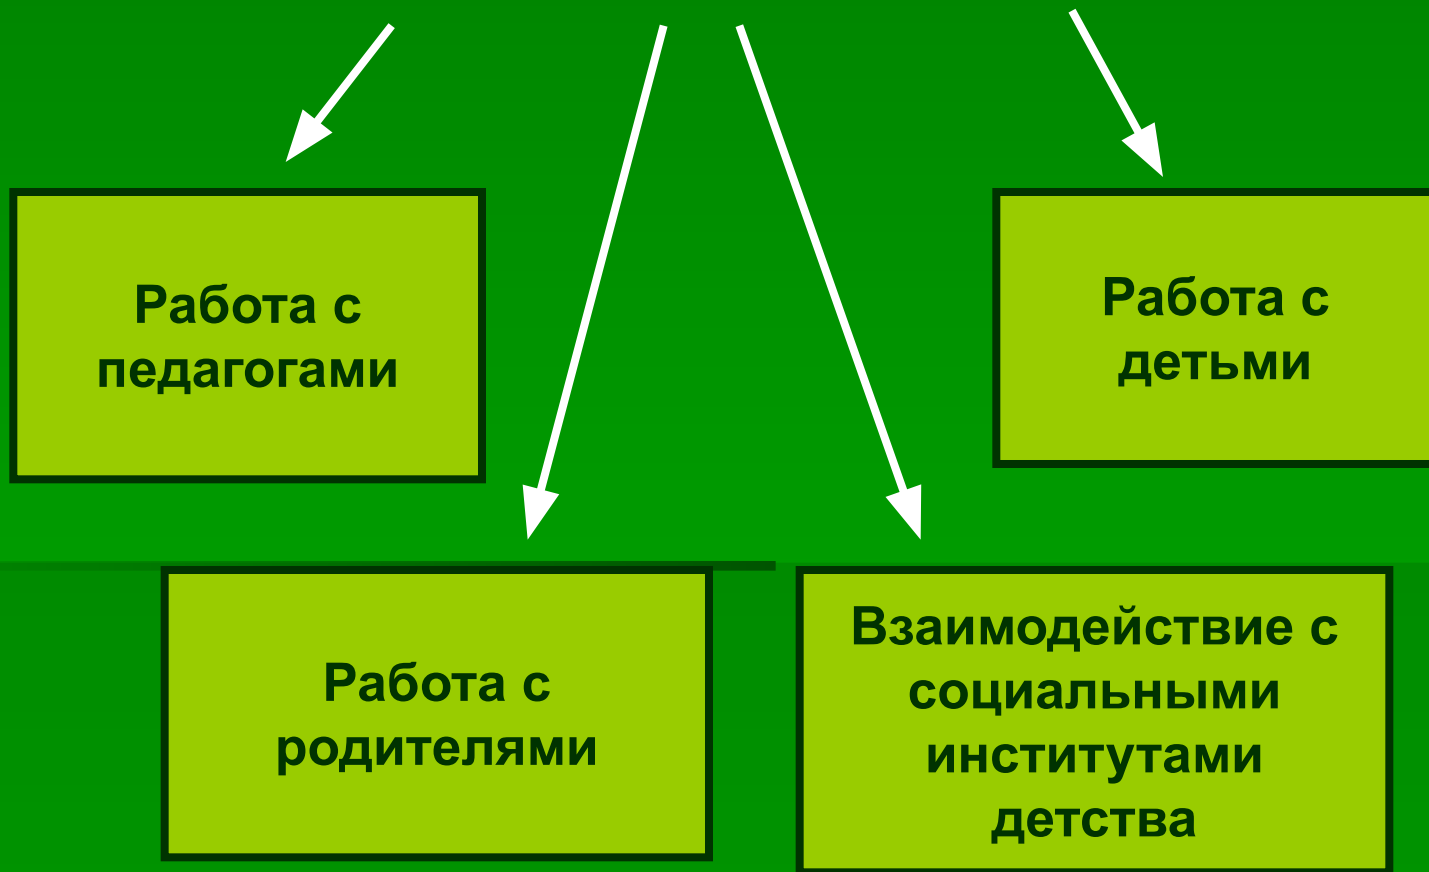 Работа с
педагогами
Работа с
детьми
Работа с
родителями
Взаимодействие с
социальными
институтами
детства